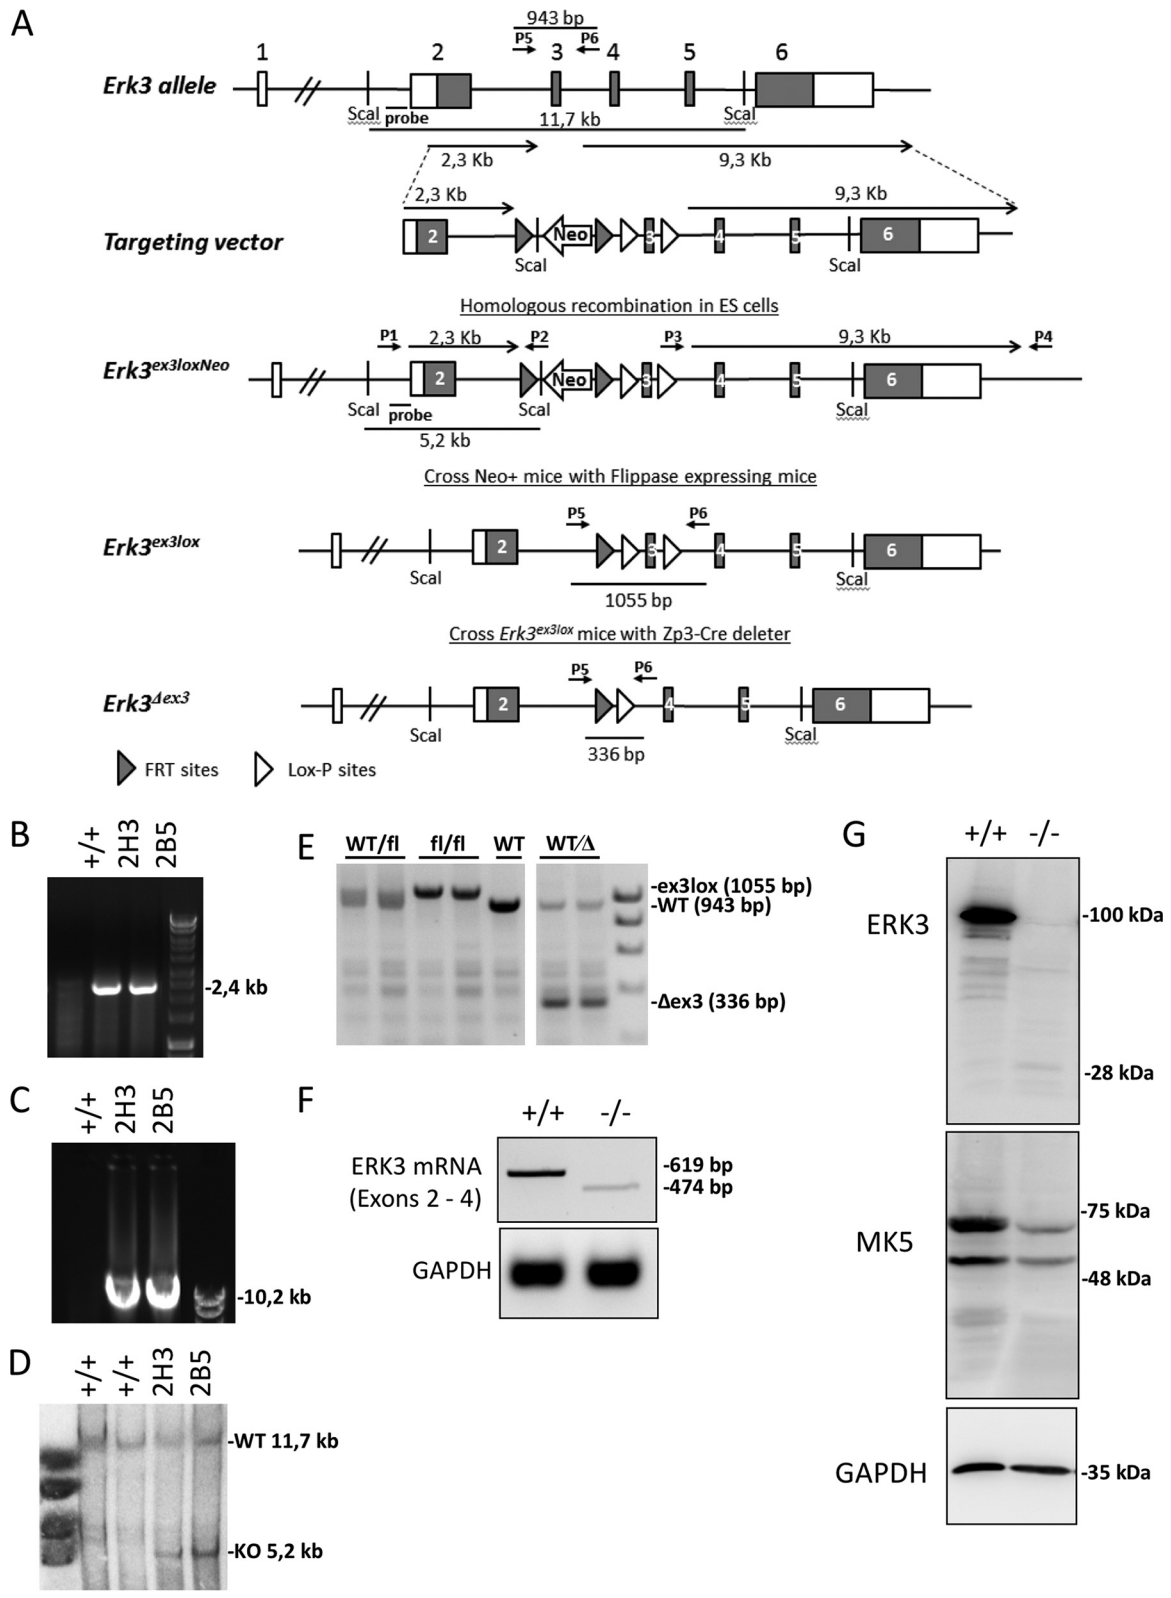 A
943 bp
P5 P6
1 2 3 4 5 6
Erk3 allele
ScaI probe ScaI
11,7 kb
2,3 Kb 9,3 Kb
2,3 Kb 9,3 Kb
Targeting vector
2 Neo 3 4 5 6
ScaI ScaI
Homologous recombination in ES cells
P1 2,3 Kb P2 P3 9,3 Kb P4
Erk3ex3loxNeo
2 Neo 3 4 5 6
ScaI probe ScaI ScaI
5,2 kb
Cross Neo+ mice with Flippase expressing mice
P5 P6
Erk3ex3lox
2 3 4 5 6
ScaI ScaI
1055 bp
Cross Erk3ex3lox mice with Zp3-Cre deleter
P5 P6
Erk3Δex3
2 4 5 6
ScaI ScaI
336 bp
FRT sites Lox-P sites
B
+/+ 2H3 2B5
-2,4 kb
C
+/+ 2H3 2B5
-10,2 kb
D
+/+ +/+ 2H3 2B5
-WT 11,7 kb
-KO 5,2 kb
E
WT/fl fl/fl WT WT/Δ
-ex3lox (1055 bp)
-WT (943 bp)
-Δex3 (336 bp)
F
+/+ -/-
ERK3 mRNA
(Exons 2 - 4)
-619 bp
-474 bp
GAPDH
G
+/+ -/-
ERK3
-100 kDa
-28 kDa
MK5
-75 kDa
-48 kDa
GAPDH
-35 kDa